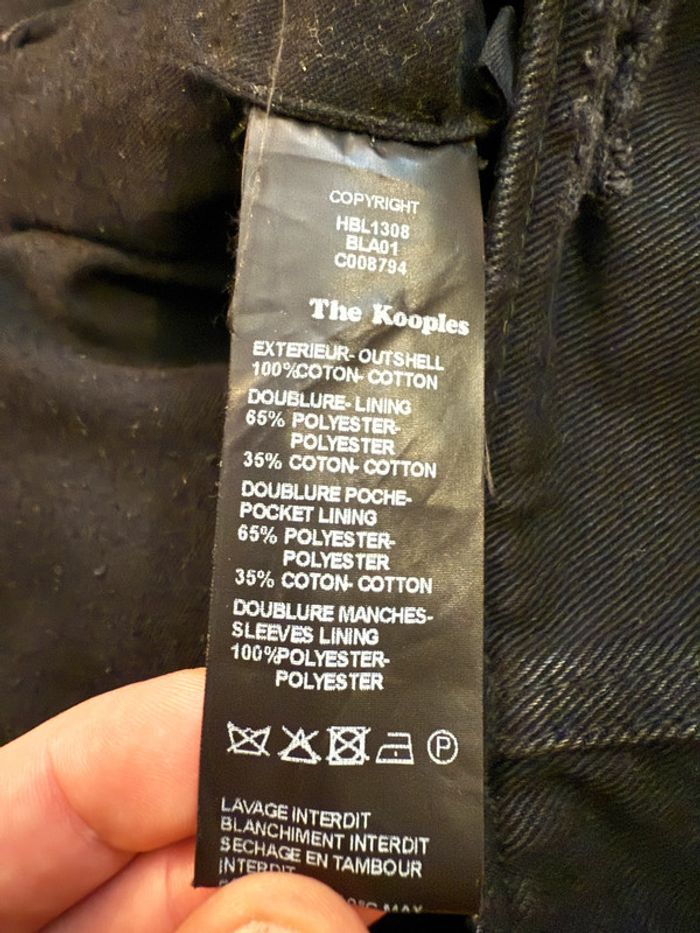 COPYRIGHT
HBL1308
BLA01
C008794
The Kooples
EXTERIEUR- OUTSHELL
100%COTON- COTTON
DOUBLURE- LINING
65% POLYESTER-
POLYESTER
35% COTON- COTTON
DOUBLURE POCHE-
POCKET LINING
65% POLYESTER-
POLYESTER
35% COTON- COTTON
DOUBLURE MANCHES-
SLEEVES LINING
100%POLYESTER-
POLYESTER
P
LAVAGE INTERDIT
BLANCHIMENT INTERDIT
SECHAGE EN TAMBOUR
INTERDIT
MAX